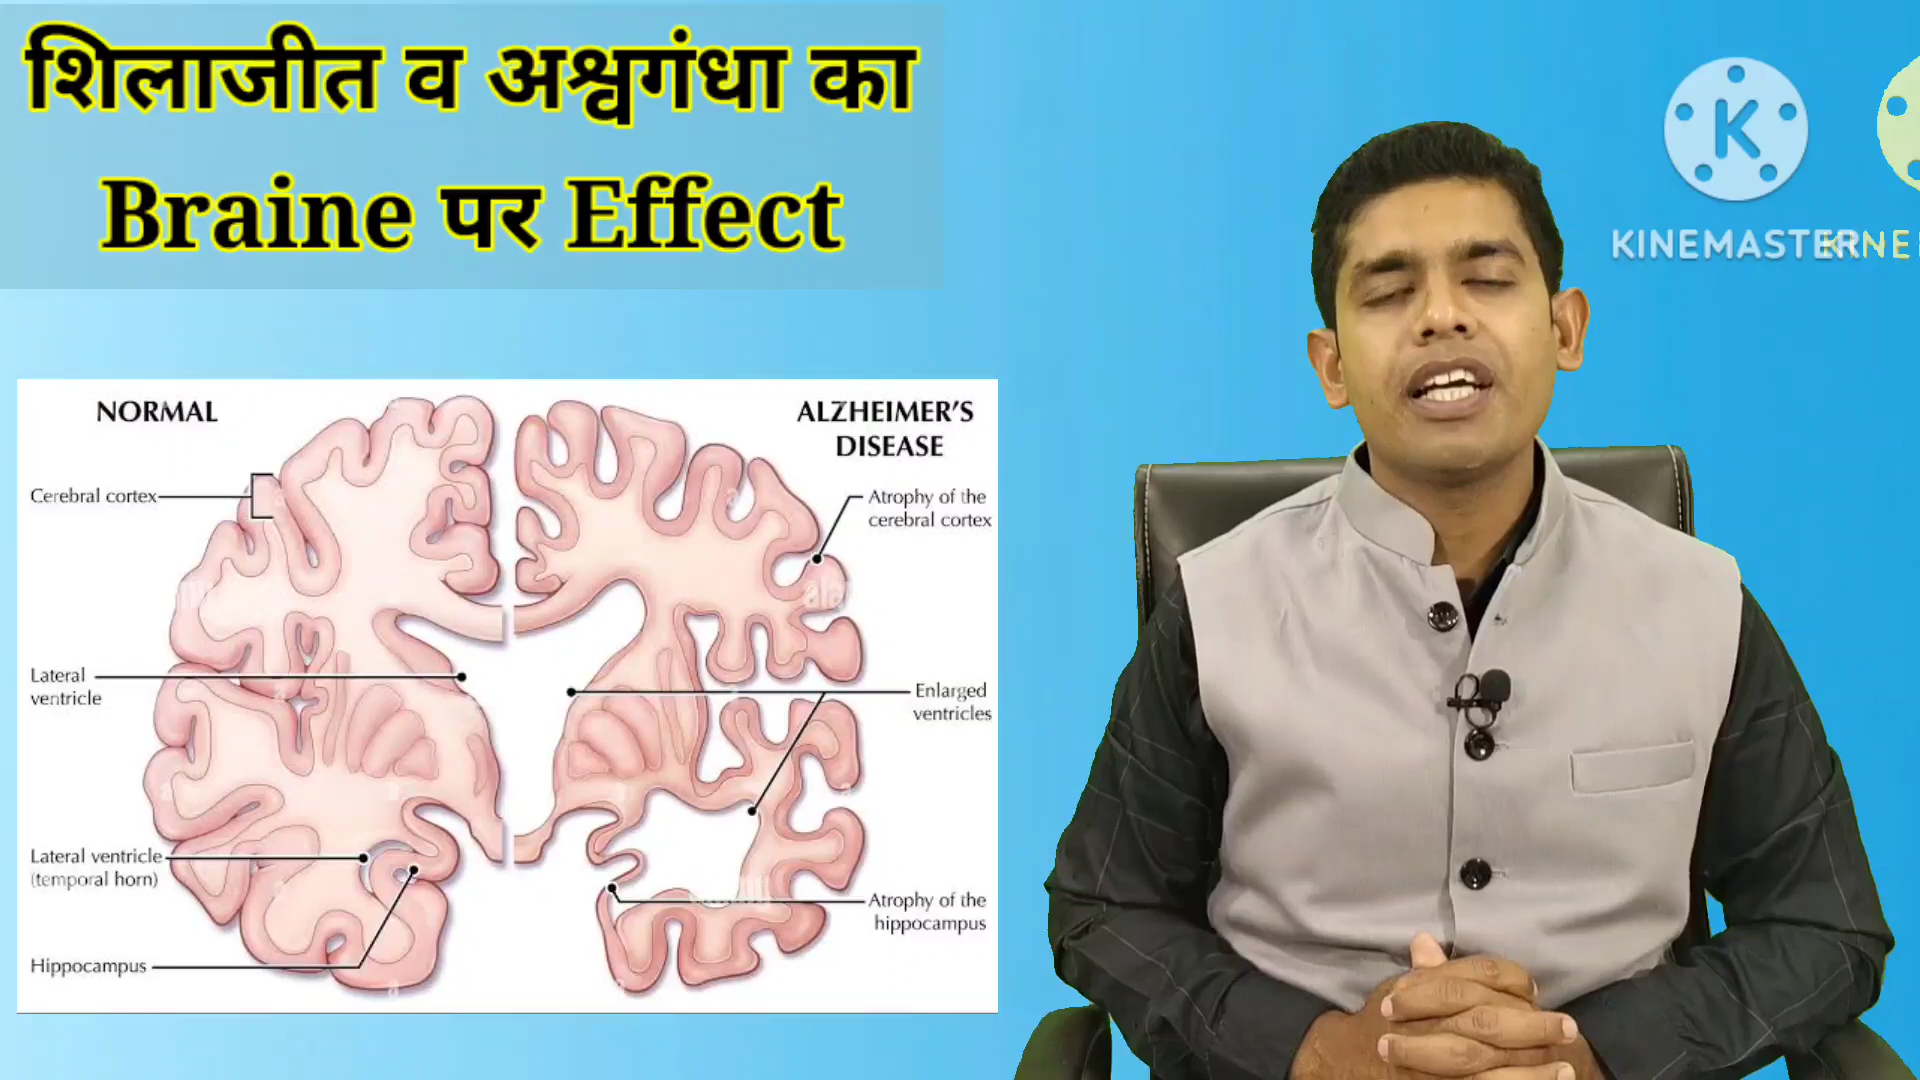 शिलाजीत व अश्वगंधा का
Braine पर Effect
NORMAL
ALZHEIMER'S
DISEASE
Cerebral cortex
Atrophy of the
cerebral cortex
Lateral
ventricle
Enlarged
ventricles
Lateral ventricle
(temporal horn)
Atrophy of the
hippocampus
Hippocampus
K
KINEMASTER